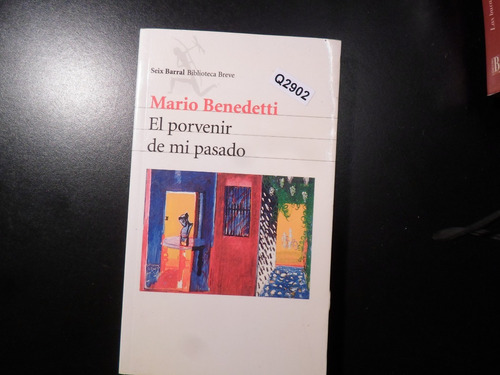 Seix Barral Biblioteca Breve
Q2902
Mario Benedetti
El porvenir
de mi pasado